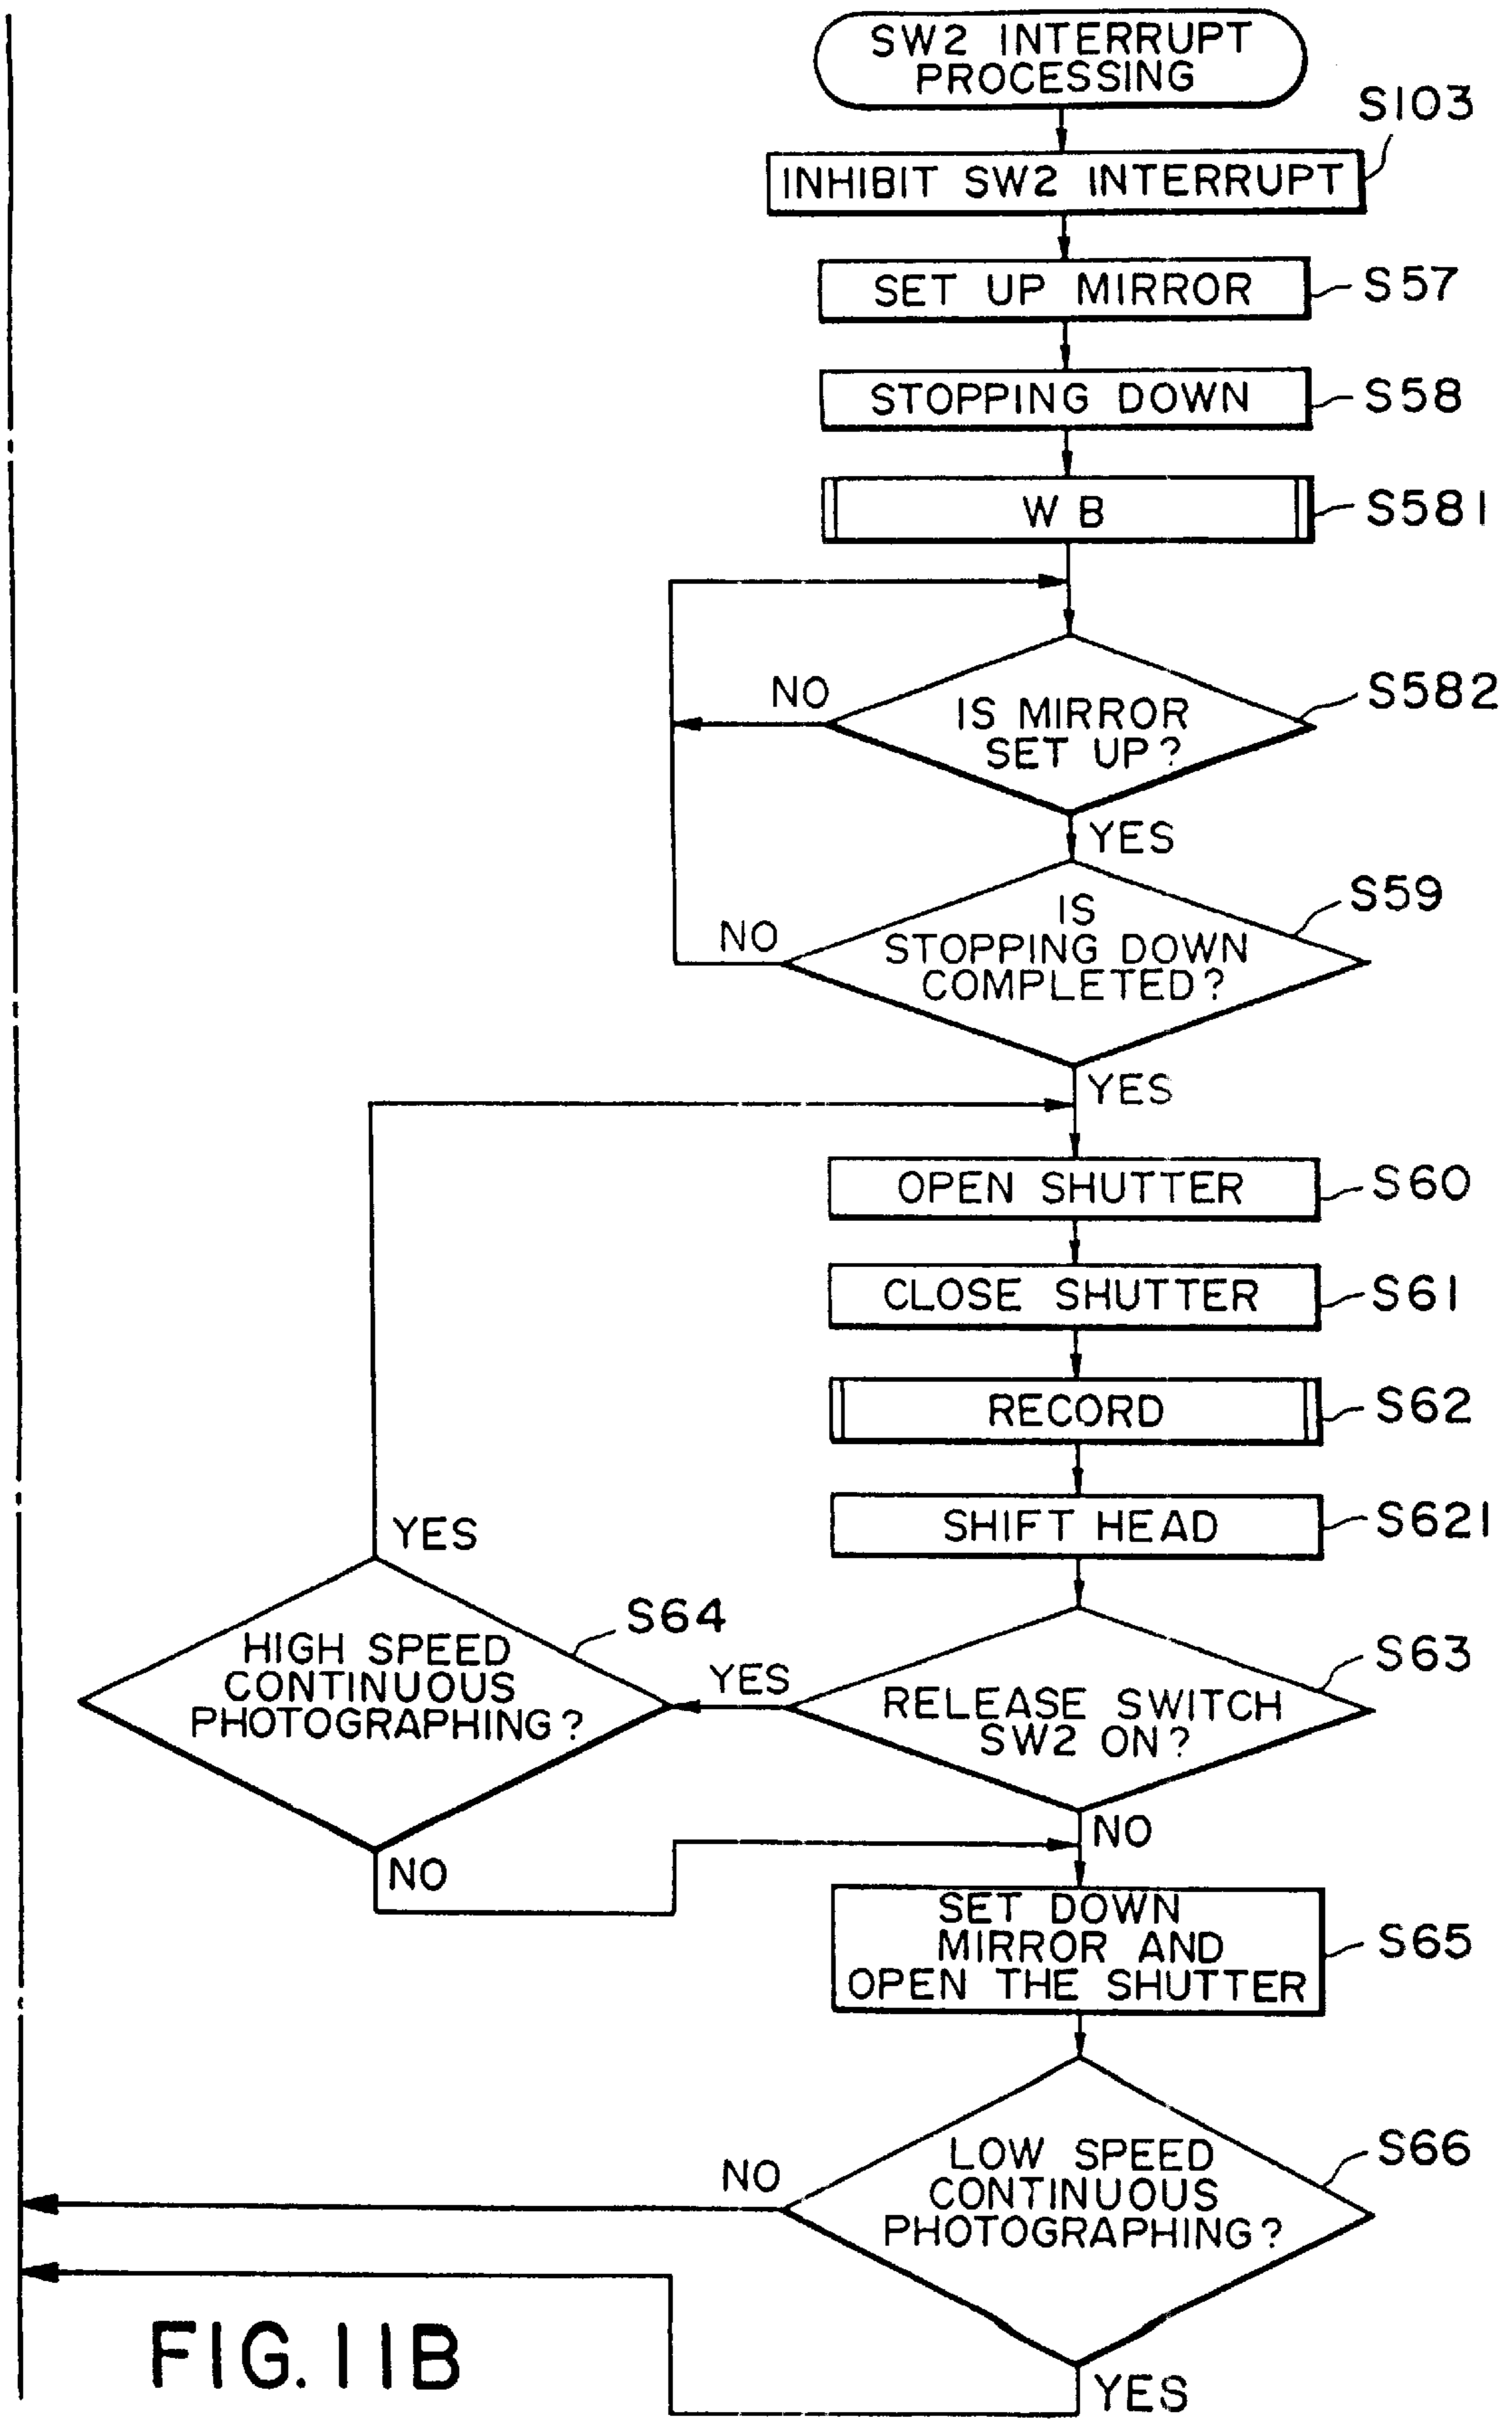 SW2 INTERRUPT
PROCESSING
S103
INHIBIT SW2 INTERRUPT
SET UP MIRROR
S57
STOPPING DOWN
S58
WB
S581
NO
IS MIRROR
SET UP?
S582
YES
NO
IS
STOPPING DOWN
COMPLETED?
S59
YES
OPEN SHUTTER
S60
CLOSE SHUTTER
S61
RECORD
S62
SHIFT HEAD
S621
YES
HIGH SPEED
CONTINUOUS
PHOTOGRAPHING?
S64
YES
RELEASE SWITCH
SW2 ON?
S63
NO
NO
SET DOWN
MIRROR AND
OPEN THE SHUTTER
S65
NO
LOW SPEED
CONTINUOUS
PHOTOGRAPHING?
S66
YES
FIG. 11B